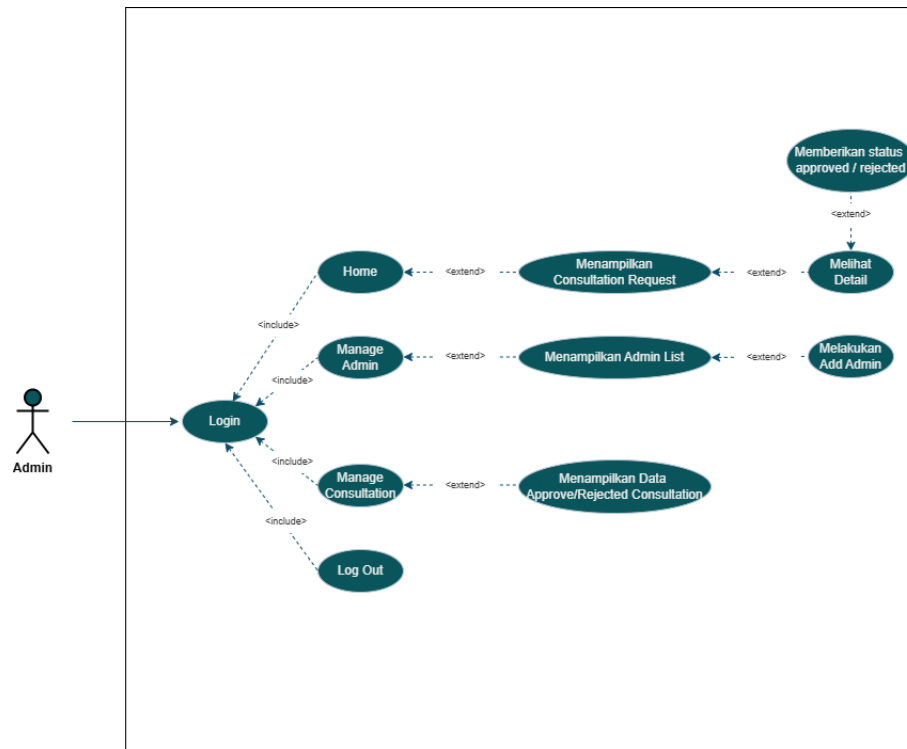 Memberikan status
approved / rejected
<extend>
Home
<extend>
Menampilkan
Consultation Request
<extend>
Melihat
Detail
<include>
Manage
Admin
<extend>
Menampilkan Admin List
<extend>
Melakukan
Add Admin
<include>
Login
Admin
<include>
Manage
Consultation
<extend>
Menampilkan Data
Approve/Rejected Consultation
<include>
Log Out